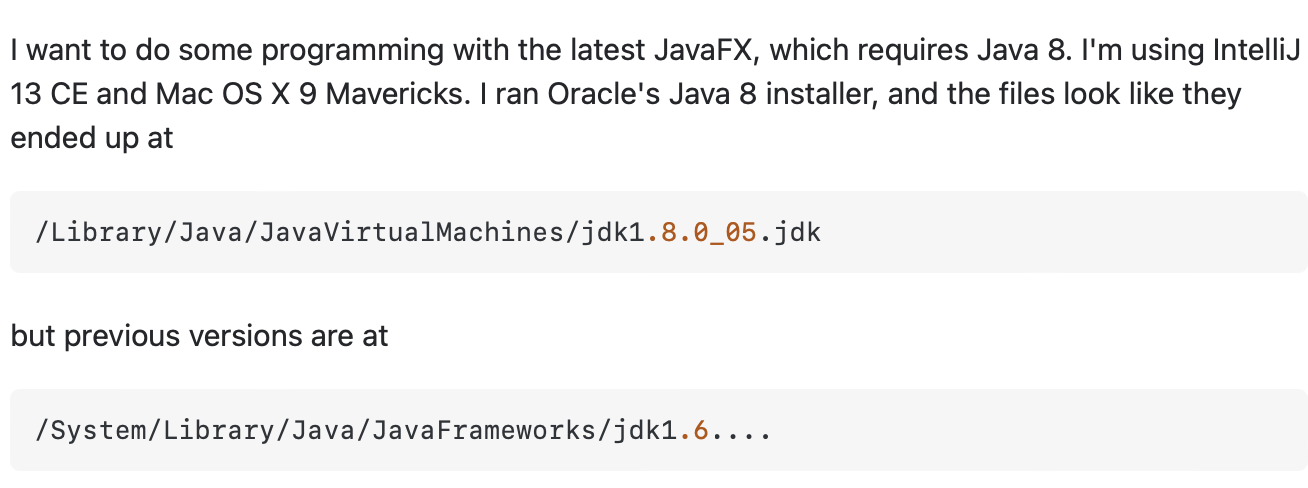 I want to do some programming with the latest JavaFX, which requires Java 8. I'm using IntelliJ
13 CE and Mac OS X 9 Mavericks. I ran Oracle's Java 8 installer, and the files look like they
ended up at
/Library/Java/JavaVirtualMachines/jdk1.8.0_05.jdk
but previous versions are at
/System/Library/Java/JavaFrameworks/jdk1.6....